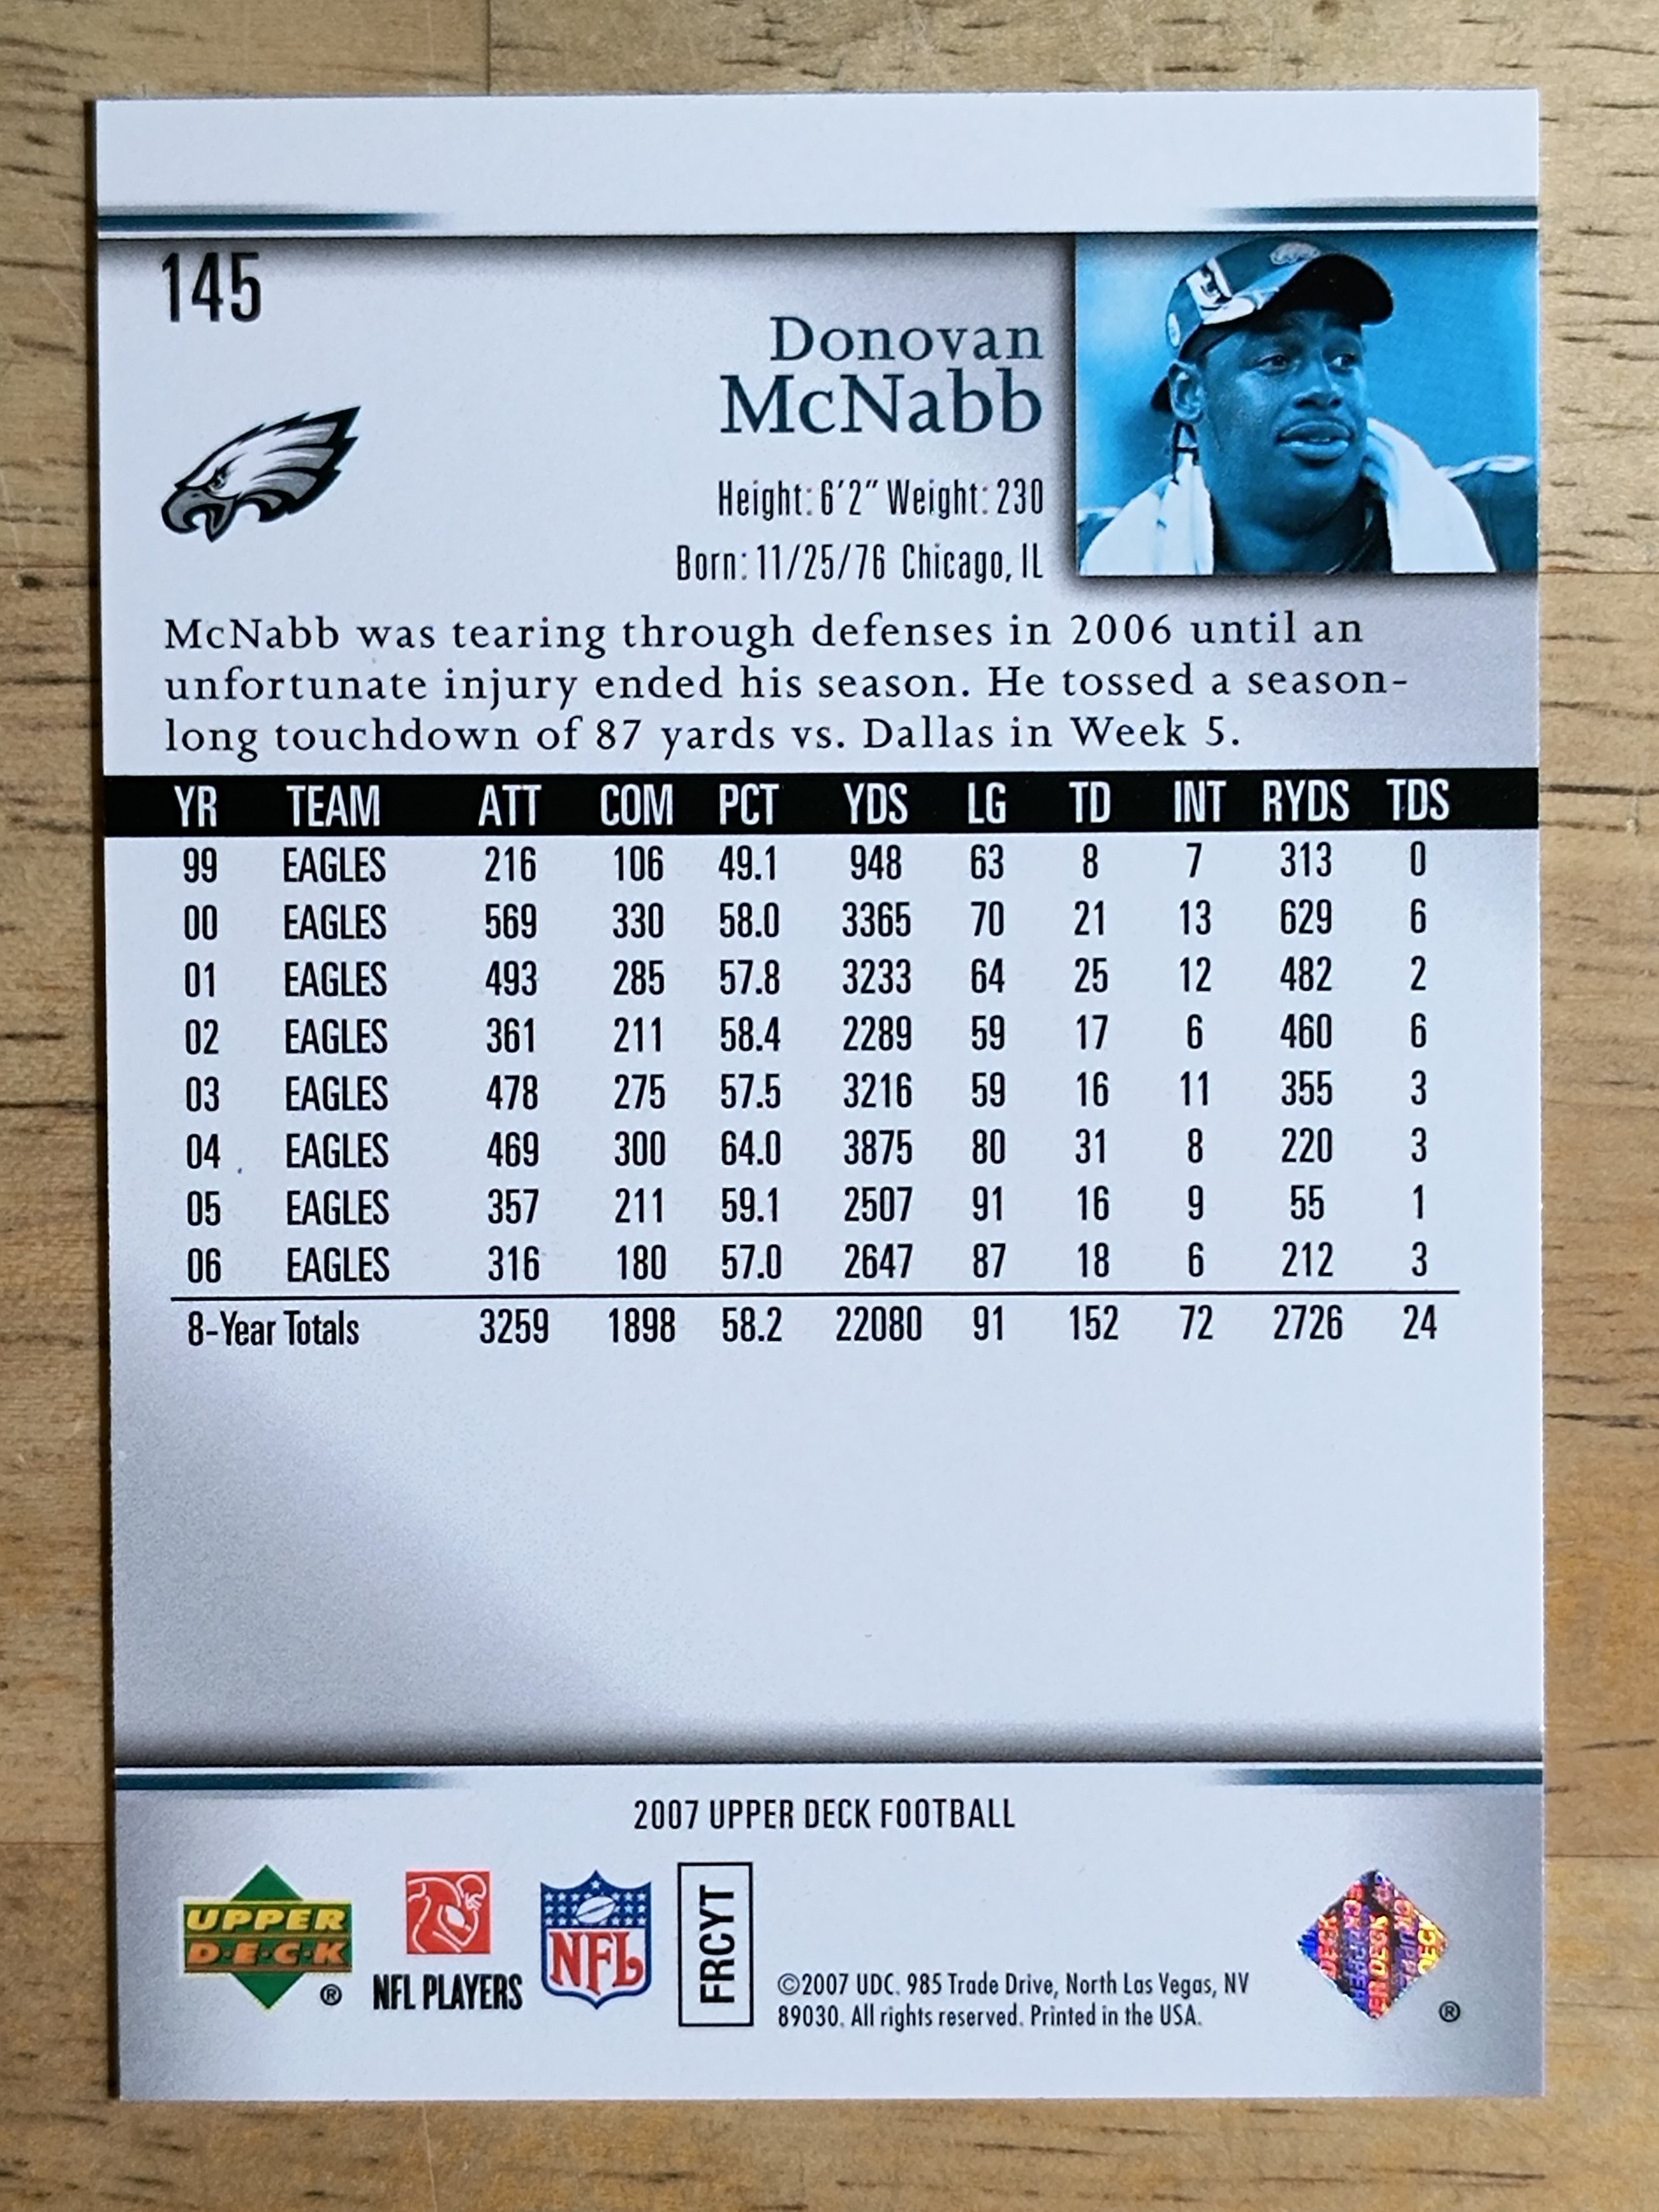 145
Donovan
McNabb
Height: 6'2" Weight: 230
Born: 11/25/76 Chicago, IL
McNabb was tearing through defenses in 2006 until an
unfortunate injury ended his season. He tossed a season-
long touchdown of 87 yards vs. Dallas in Week 5.
YR TEAM ATT COM PCT YDS LG TD INT RYDS TDS
99 EAGLES 216 106 49.1 948 63 8 7 313 0
00 EAGLES 569 330 58.0 3365 70 21 13 629 6
01 EAGLES 493 285 57.8 3233 64 25 12 482 2
02 EAGLES 361 211 58.4 2289 59 17 6 460 6
03 EAGLES 478 275 57.5 3216 59 16 11 355 3
04 EAGLES 469 300 64.0 3875 80 31 8 220 3
05 EAGLES 357 211 59.1 2507 91 16 9 55 1
06 EAGLES 316 180 57.0 2647 87 18 6 212 3
8-Year Totals 3259 1898 58.2 22080 91 152 72 2726 24
2007 UPPER DECK FOOTBALL
UPPER
D·E·C·K
®
NFL PLAYERS
NFL
FRCYT
©2007 UDC. 985 Trade Drive, North Las Vegas, NV
89030. All rights reserved. Printed in the USA.
®